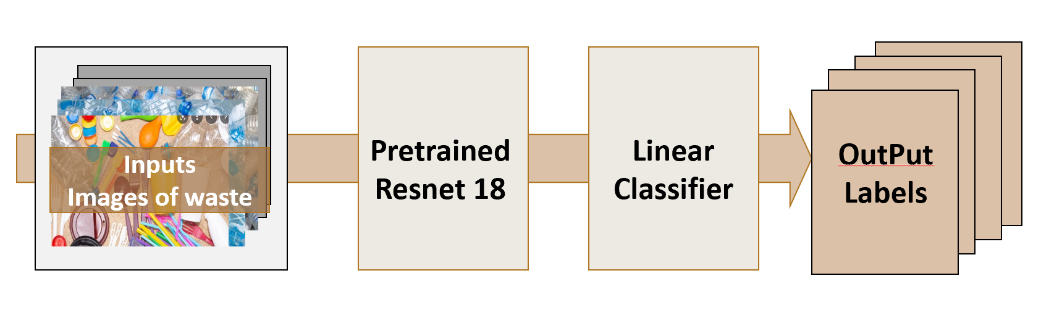 Inputs
Images of waste
Pretrained
Resnet 18
Linear
Classifier
OutPut
Labels